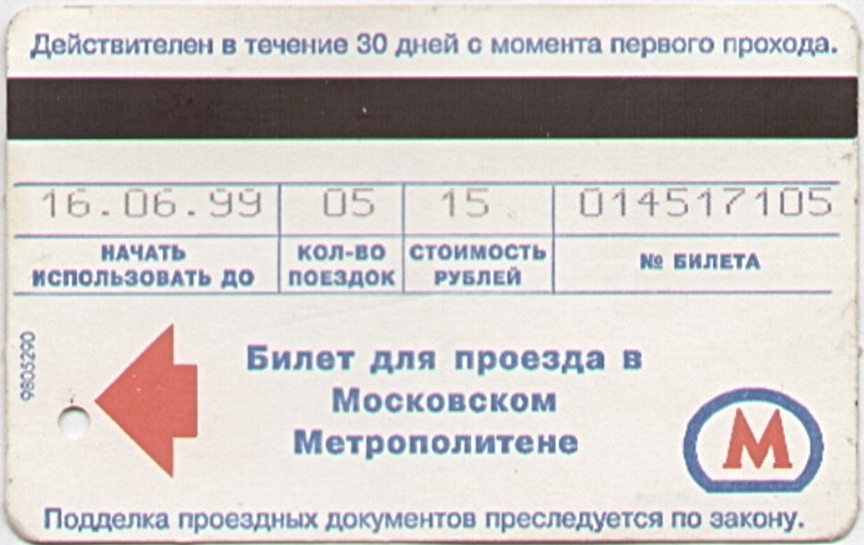 Действителен в течение 30 дней с момента первого прохода.
16.06.99 05 15 014517105
НАЧАТЬ ИСПОЛЬЗОВАТЬ ДО КОЛ-ВО ПОЕЗДОК СТОИМОСТЬ РУБЛЕЙ № БИЛЕТА
9805290
Билет для проезда в
Московском
Метрополитене
М
Подделка проездных документов преследуется по закону.